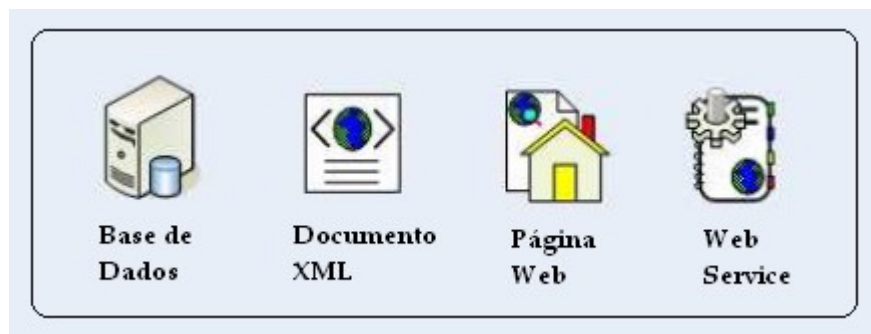 Base de
Dados
Documento
XML
Página
Web
Web
Service